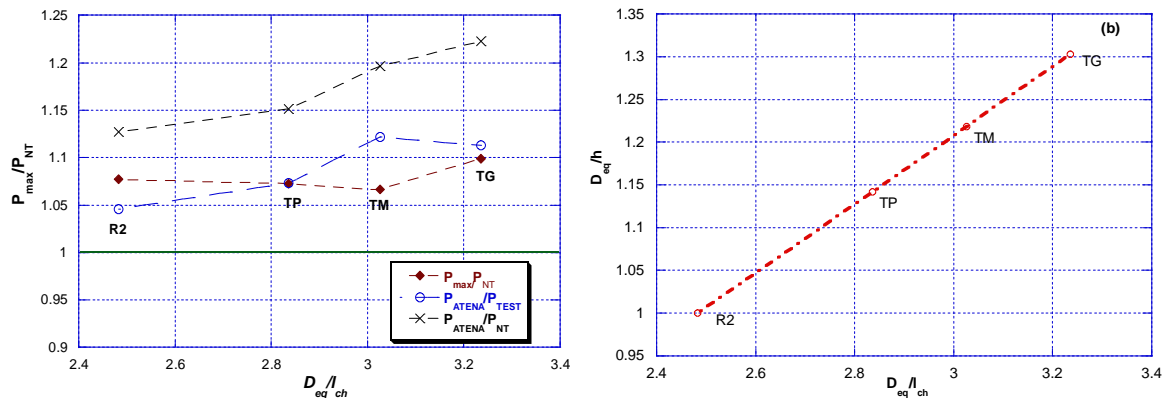 1.25
1.2
1.15
1.1
1.05
1
0.95
0.9
P_max/P_NT
R2
TP
TM
TG
P_max/P_NT
P_ATENA/P_TEST
P_ATENA/P_NT
2.4 2.6 2.8 3 3.2 3.4
D_eq/l_ch
(b)
1.35
1.3
1.25
1.2
1.15
1.1
1.05
1
0.95
D_eq/h
TG
TM
TP
R2
2.4 2.6 2.8 3 3.2 3.4
D_eq/l_ch